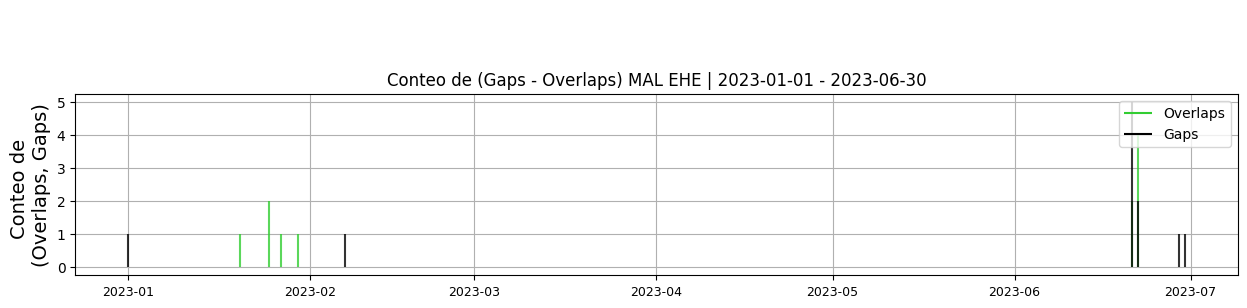 Conteo de (Gaps - Overlaps) MAL EHE | 2023-01-01 - 2023-06-30
Conteo de
(Overlaps, Gaps)
5
4
3
2
1
0
Overlaps
Gaps
2023-01
2023-02
2023-03
2023-04
2023-05
2023-06
2023-07